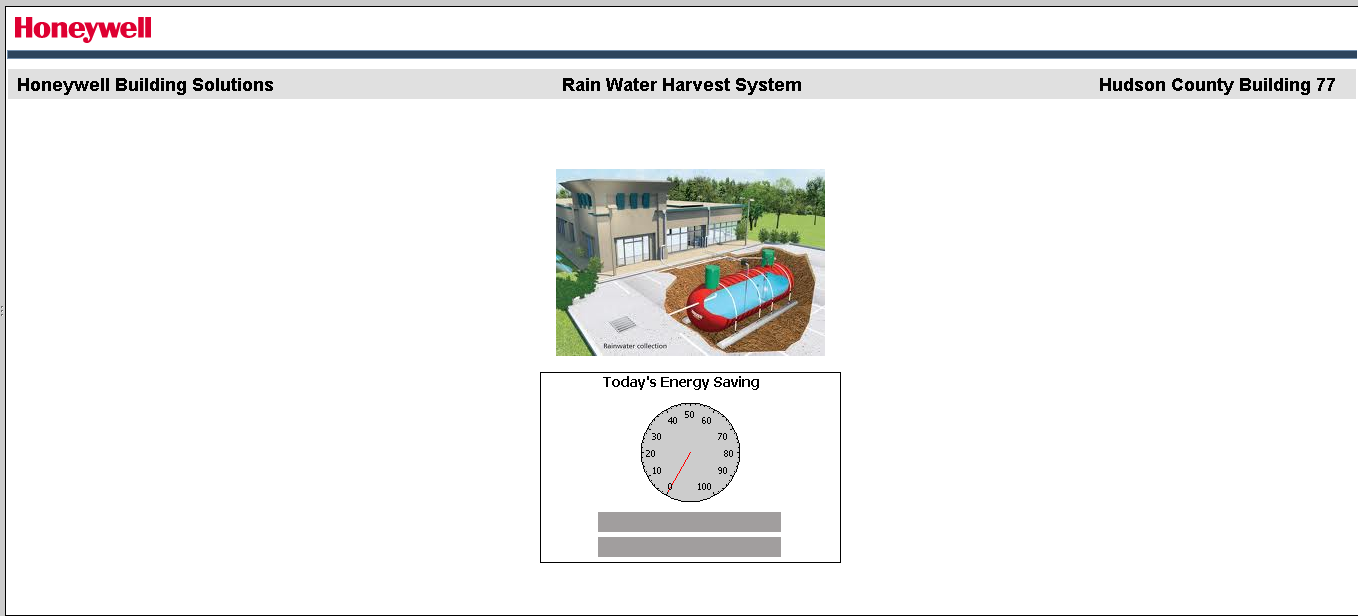 Honeywell
Honeywell Building Solutions
Rain Water Harvest System
Hudson County Building 77
Rainwater collection
Today's Energy Saving
0
10
20
30
40
50
60
70
80
90
100